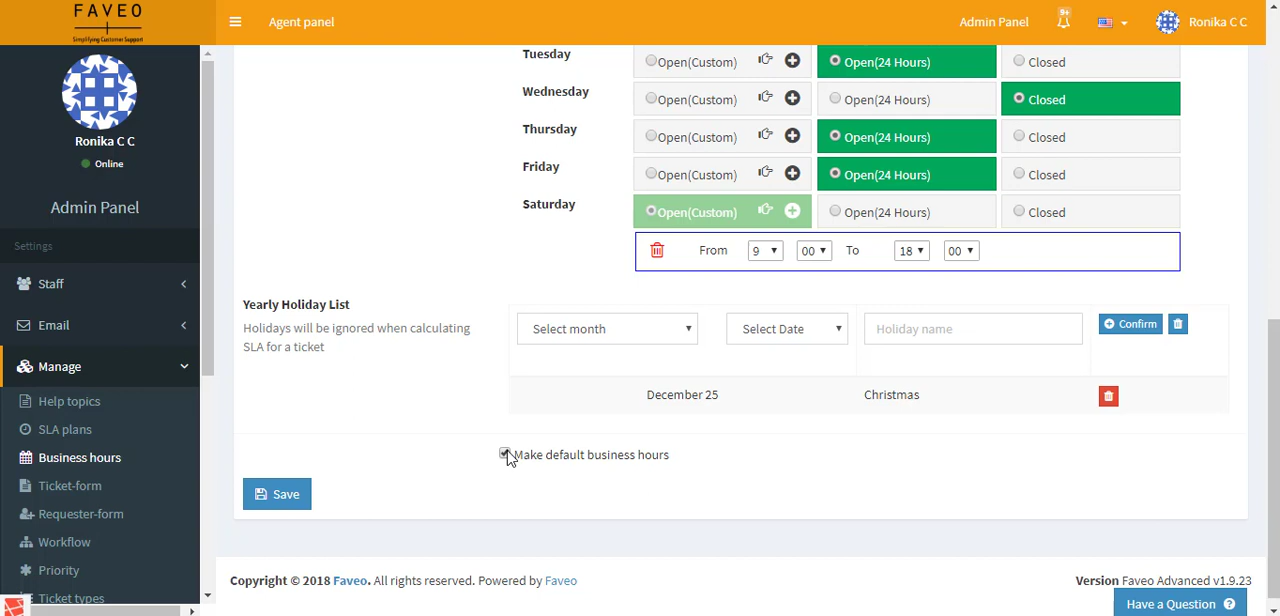 FAVEO
Simplifying Customer Support
Agent panel
Admin Panel
9+
Ronika C C
Ronika C C
Online
Admin Panel
Settings
Staff
Email
Manage
Help topics
SLA plans
Business hours
Ticket-form
Requester-form
Workflow
Priority
Ticket types
Tuesday Open(Custom) Open(24 Hours) Closed
Wednesday Open(Custom) Open(24 Hours) Closed
Thursday Open(Custom) Open(24 Hours) Closed
Friday Open(Custom) Open(24 Hours) Closed
Saturday Open(Custom) Open(24 Hours) Closed
From 9 00 To 18 00
Yearly Holiday List
Holidays will be ignored when calculating
SLA for a ticket
Select month Select Date Holiday name Confirm
December 25 Christmas
Make default business hours
Save
Copyright © 2018 Faveo. All rights reserved. Powered by Faveo
Version Faveo Advanced v1.9.23
Have a Question